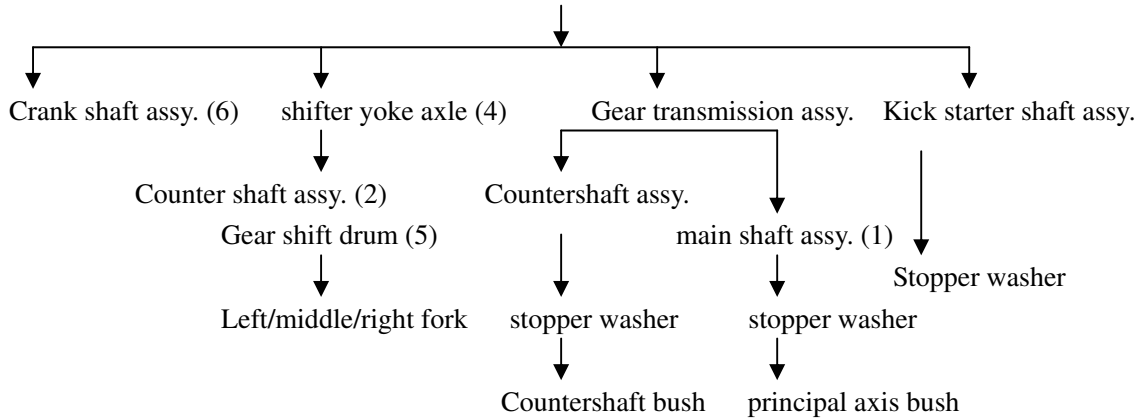 Crank shaft assy. (6) shifter yoke axle (4) Gear transmission assy. Kick starter shaft assy.
Counter shaft assy. (2) Countershaft assy.
Gear shift drum (5) main shaft assy. (1)
Stopper washer
Left/middle/right fork stopper washer stopper washer
Countershaft bush principal axis bush